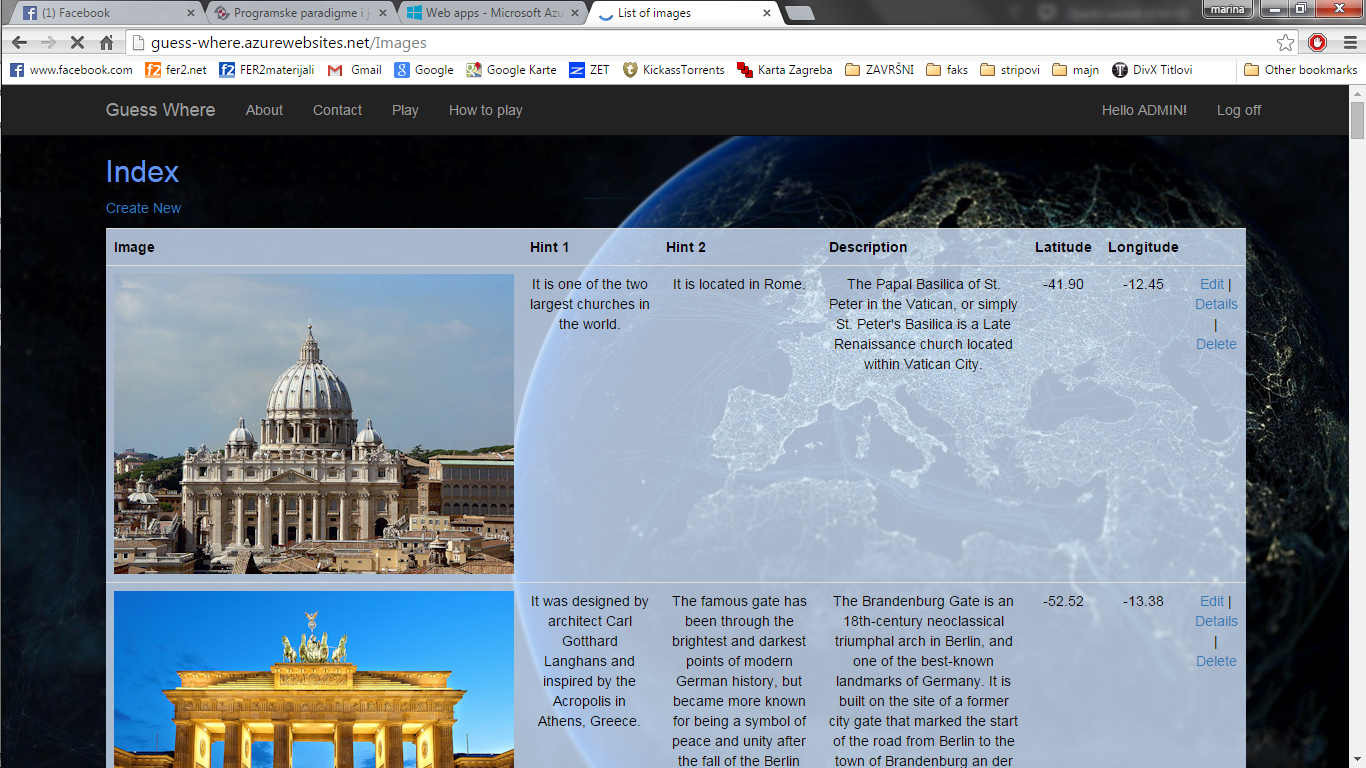 (1) Facebook
Programske paradigme i j
Web apps - Microsoft Azu
List of images
marina
guess-where.azurewebsites.net/Images
www.facebook.com fer2.net FER2materijali Gmail Google Google Karte ZET KickassTorrents Karta Zagreba ZAVRŠNI faks stripovi majn DivX Titlovi Other bookmarks
Guess Where About Contact Play How to play Hello ADMIN! Log off
Index
Create New
Image Hint 1 Hint 2 Description Latitude Longitude
It is one of the two
largest churches in
the world.
It is located in Rome.
The Papal Basilica of St.
Peter in the Vatican, or simply
St. Peter's Basilica is a Late
Renaissance church located
within Vatican City.
-41.90
-12.45
Edit |
Details
|
Delete
It was designed by
architect Carl
Gotthard
Langhans and
inspired by the
Acropolis in
Athens, Greece.
The famous gate has
been through the
brightest and darkest
points of modern
German history, but
became more known
for being a symbol of
peace and unity after
the fall of the Berlin
The Brandenburg Gate is an
18th-century neoclassical
triumphal arch in Berlin, and
one of the best-known
landmarks of Germany. It is
built on the site of a former
city gate that marked the start
of the road from Berlin to the
town of Brandenburg an der
-52.52
-13.38
Edit |
Details
|
Delete